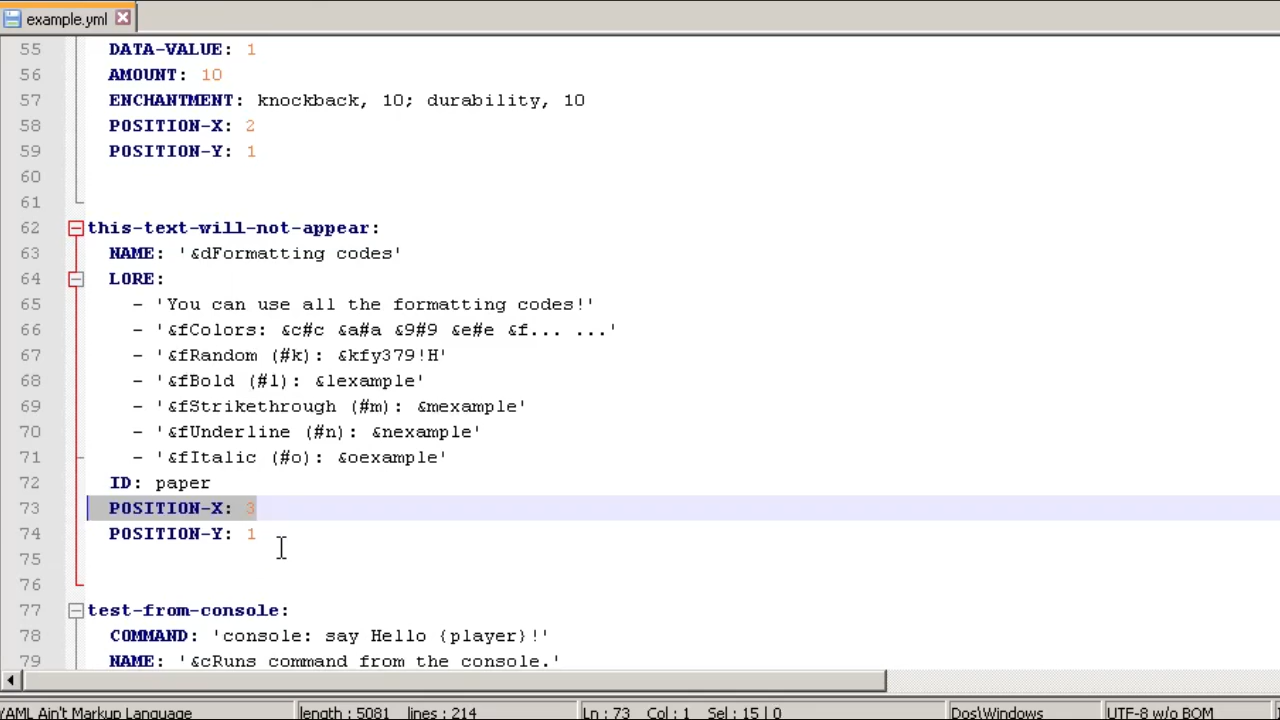 example.yml
55 DATA-VALUE: 1
56 AMOUNT: 10
57 ENCHANTMENT: knockback, 10; durability, 10
58 POSITION-X: 2
59 POSITION-Y: 1
60
61
62 this-text-will-not-appear:
63 NAME: '&dFormatting codes'
64 LORE:
65 - 'You can use all the formatting codes!'
66 - '&fColors: &c#c &a#a &9#9 &e#e &f... ...'
67 - '&fRandom (#k): &kfy379!H'
68 - '&fBold (#l): &lexample'
69 - '&fStrikethrough (#m): &mexample'
70 - '&fUnderline (#n): &nexample'
71 - '&fItalic (#o): &oexample'
72 ID: paper
73 POSITION-X: 3
74 POSITION-Y: 1
75
76
77 test-from-console:
78 COMMAND: 'console: say Hello {player}!'
79 NAME: '&cRuns command from the console.'
YAML Ain't Markup Language length : 5081 lines : 214 Ln : 73 Col : 1 Sel : 15 | 0 Dos\Windows UTF-8 w/o BOM